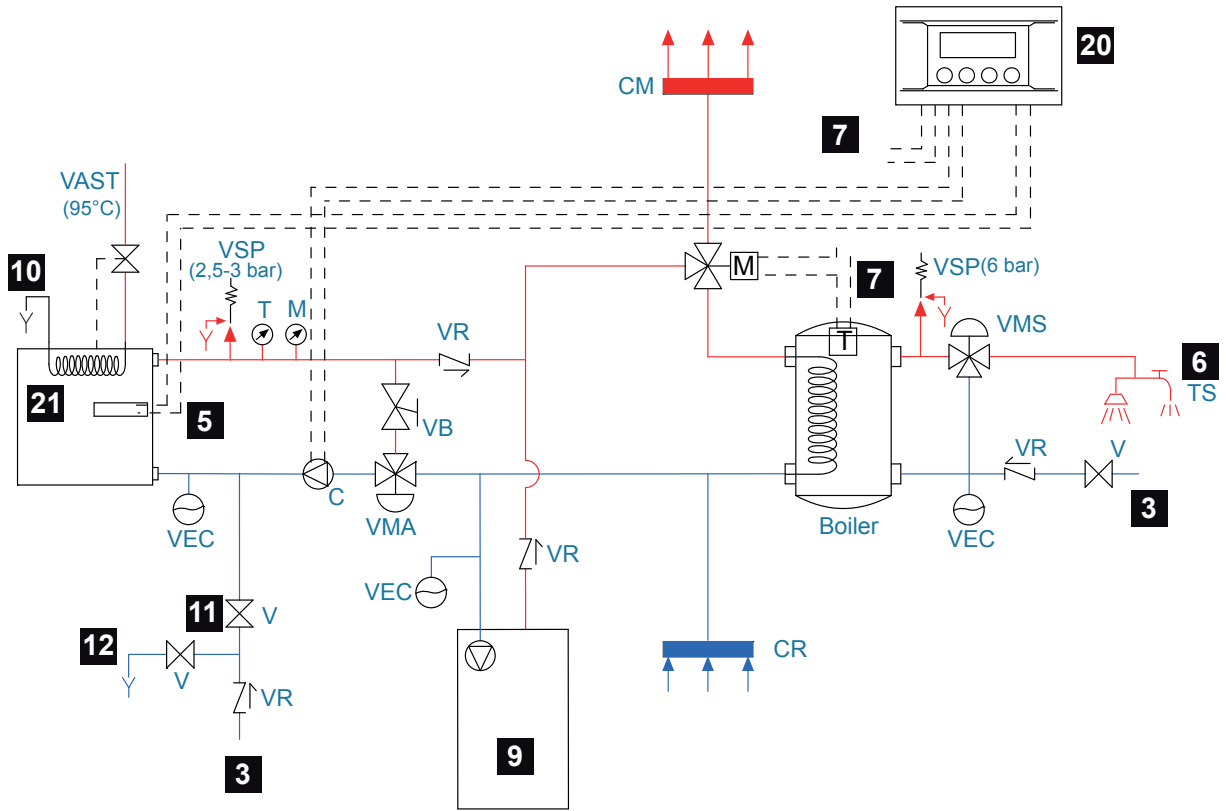 20
CM
7
VAST
(95°C)
VSP
(2,5-3 bar)
10
T
M
VR
M
7
VSP(6 bar)
VMS
T
6
TS
21
5
VB
VR
V
3
C
VEC
VMA
Boiler
VEC
VR
VEC
11
V
12
V
VR
CR
3
9